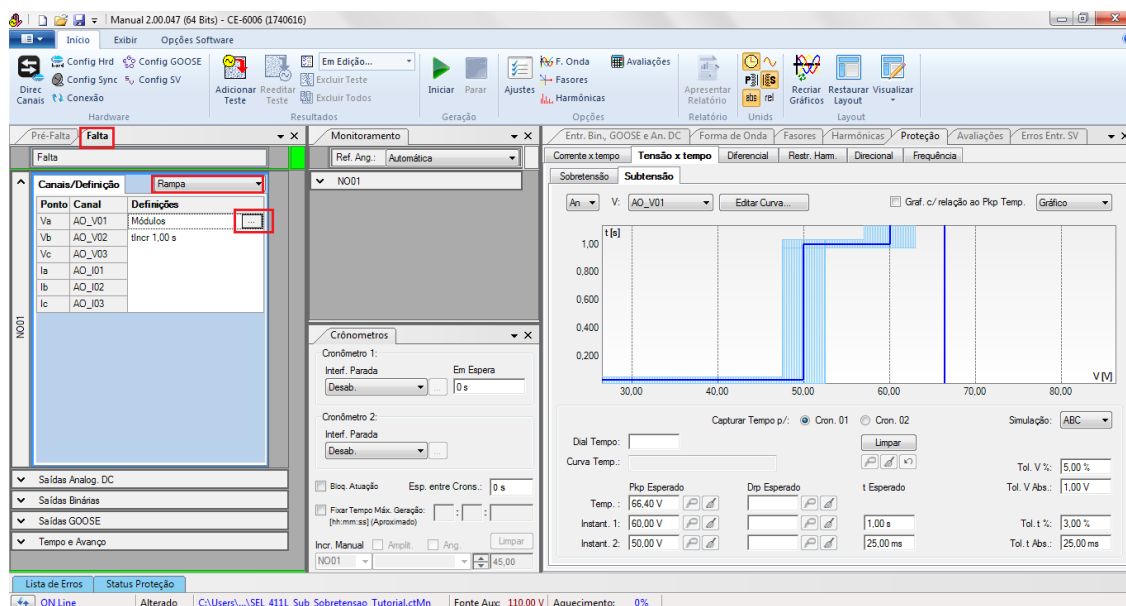 Manual 2.00.047 (64 Bits) - CE-6006 (1740616)
Início Exibir Opções Software
Direc Canais
Config Hrd Config GOOSE
Config Sync Config SV
Conexão
Hardware
Adicionar Teste
Reeditar Teste
Em Edição...
Excluir Teste
Excluir Todos
Resultados
Iniciar Parar
Geração
Ajustes
F. Onda Avaliações
Fasores
Harmônicas
Opções
Apresentar Relatório
Relatório
abs rel
Unids
Recriar Gráficos
Restaurar Layout
Visualizar
Layout
Pré-Falta Falta
Falta
Canais/Definição Rampa
Ponto Canal Definições
Va AO_V01 Módulos ...
Vb AO_V02 tIncr 1,00 s
Vc AO_V03
Ia AO_I01
Ib AO_I02
Ic AO_I03
NO01
Saídas Analog. DC
Saídas Binárias
Saídas GOOSE
Tempo e Avanço
Monitoramento
Ref. Ang.: Automática
NO01
Crônometros
Cronômetro 1:
Interf. Parada Em Espera
Desab. ... 0 s
Cronômetro 2:
Interf. Parada
Desab. ...
Bloq. Atuação Esp. entre Crons.: 0 s
Fixar Tempo Máx. Geração: : :
[hh:mm:ss] (Aproximado)
Incr. Manual Amplit. Ang. Limpar
NO01 45,00
Entr. Bin., GOOSE e An. DC Forma de Onda Fasores Harmônicas Proteção Avaliações Erros Entr. SV
Corrente x tempo Tensão x tempo Diferencial Restr. Harm. Direcional Frequência
Sobretensão Subtensão
An V: AO_V01 Editar Curva... Graf. c/ relação ao Pkp Temp. Gráfico
t [s]
1,00
0,800
0,600
0,400
0,200
V [V]
30,00 40,00 50,00 60,00 70,00 80,00
Capturar Tempo p/: Cron. 01 Cron. 02 Simulação: ABC
Dial Tempo: Limpar
Curva Temp.: Tol. V %: 5,00 %
Pkp Esperado Drp Esperado t Esperado Tol. V Abs.: 1,00 V
Temp. : 66,40 V
Instant. 1: 60,00 V 1,00 s Tol. t %: 3,00 %
Instant. 2: 50,00 V 25,00 ms Tol. t Abs.: 25,00 ms
Lista de Erros Status Proteção
ON Line Alterado C:\Users\...\SEL_411L_Sub_Sobretensao_Tutorial.ctMn Fonte Aux: 110,00 V Aquecimento: 0%